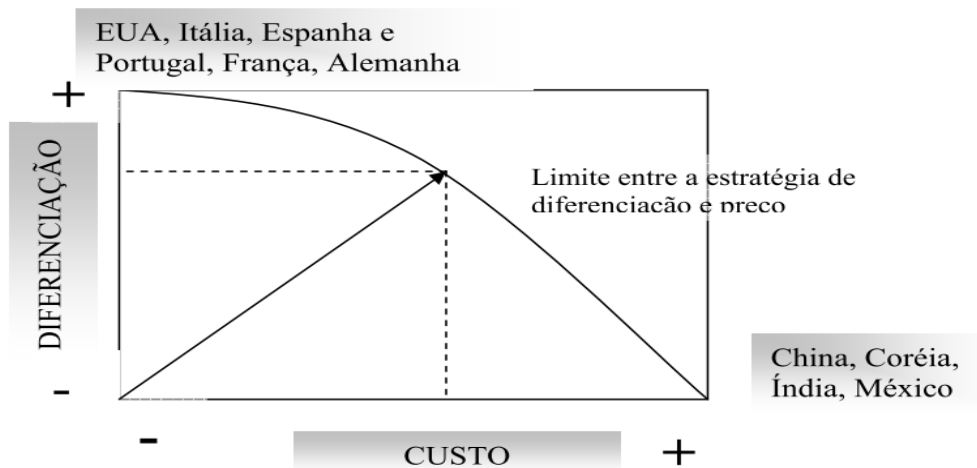 EUA, Itália, Espanha e
Portugal, França, Alemanha
+
DIFERENCIAÇÃO
Limite entre a estratégia de
diferenciação e preço
-
China, Coréia,
Índia, México
-
CUSTO
+